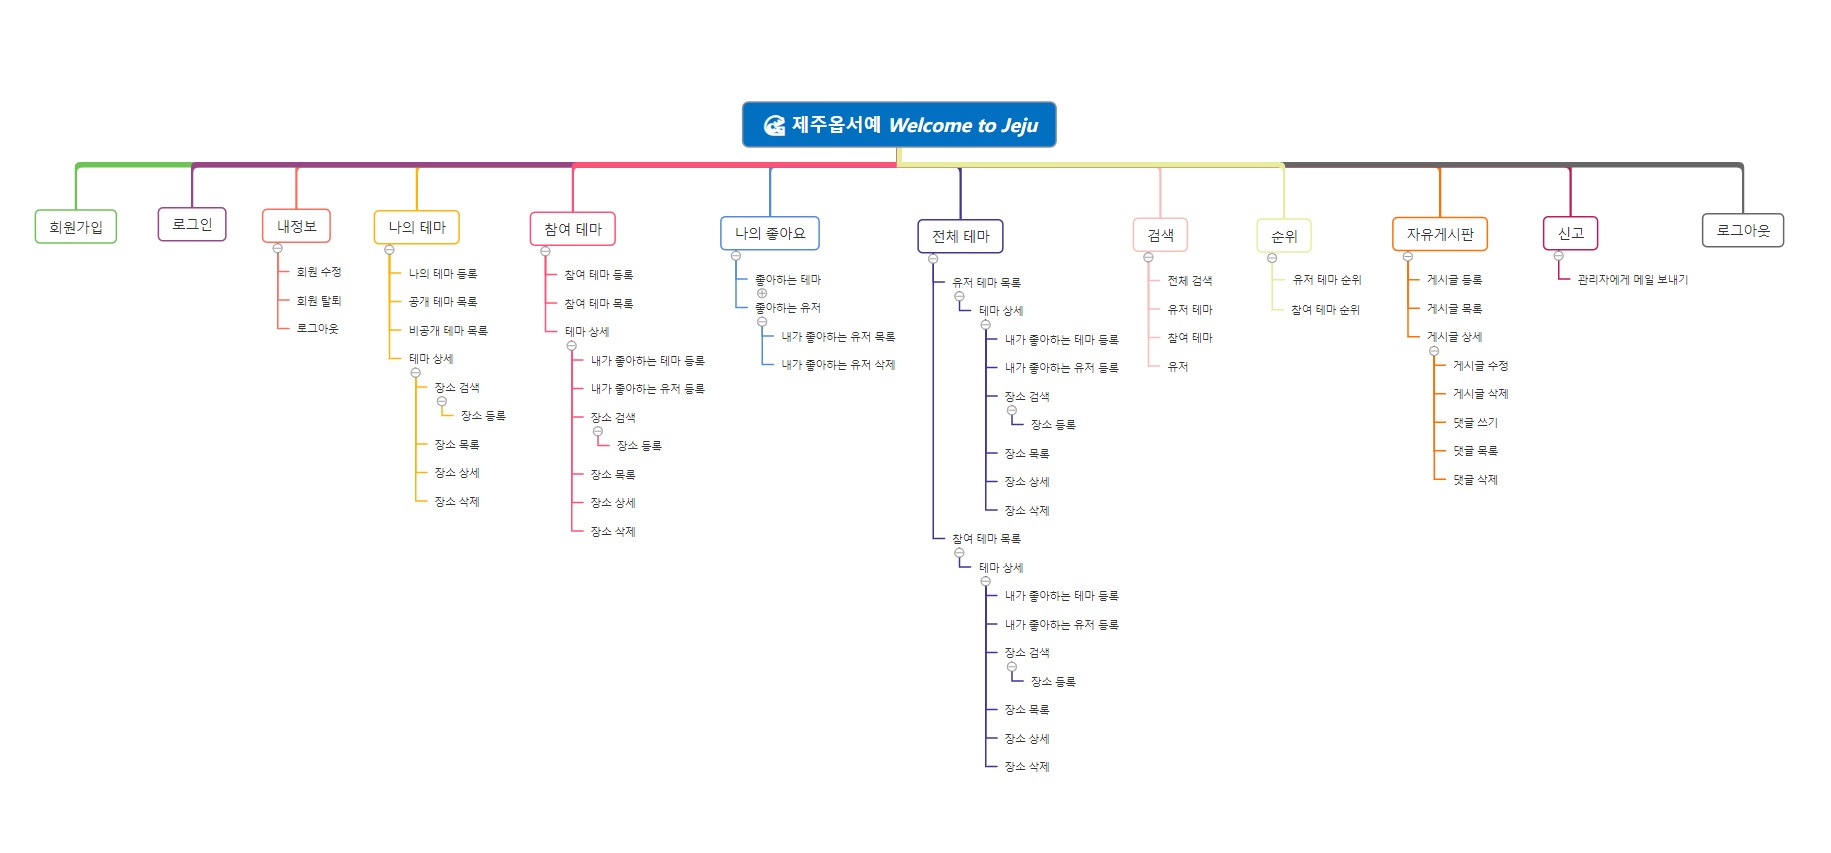 제주옵서예 Welcome to Jeju
회원가입
로그인
내정보
회원 수정
회원 탈퇴
로그아웃
나의 테마
나의 테마 등록
공개 테마 목록
비공개 테마 목록
테마 상세
장소 검색
장소 등록
장소 목록
장소 상세
장소 삭제
참여 테마
참여 테마 등록
참여 테마 목록
테마 상세
내가 좋아하는 테마 등록
내가 좋아하는 유저 등록
장소 검색
장소 등록
장소 목록
장소 상세
장소 삭제
나의 좋아요
좋아하는 테마
좋아하는 유저
내가 좋아하는 유저 목록
내가 좋아하는 유저 삭제
전체 테마
유저 테마 목록
테마 상세
내가 좋아하는 테마 등록
내가 좋아하는 유저 등록
장소 검색
장소 등록
장소 목록
장소 상세
장소 삭제
참여 테마 목록
테마 상세
내가 좋아하는 테마 등록
내가 좋아하는 유저 등록
장소 검색
장소 등록
장소 목록
장소 상세
장소 삭제
검색
전체 검색
유저 테마
참여 테마
유저
순위
유저 테마 순위
참여 테마 순위
자유게시판
게시글 등록
게시글 목록
게시글 상세
게시글 수정
게시글 삭제
댓글 쓰기
댓글 목록
댓글 삭제
신고
관리자에게 메일 보내기
로그아웃